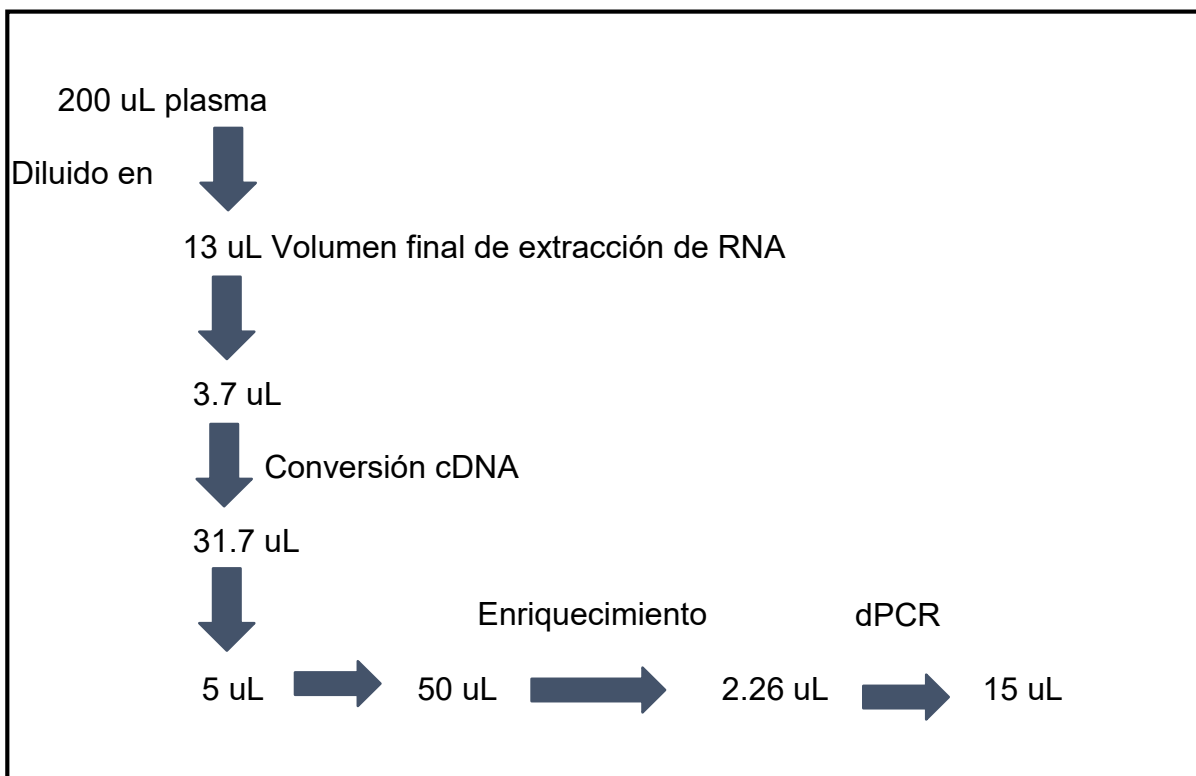 200 uL plasma
Diluido en
13 uL Volumen final de extracción de RNA
3.7 uL
Conversión cDNA
31.7 uL
Enriquecimiento dPCR
5 uL 50 uL 2.26 uL 15 uL